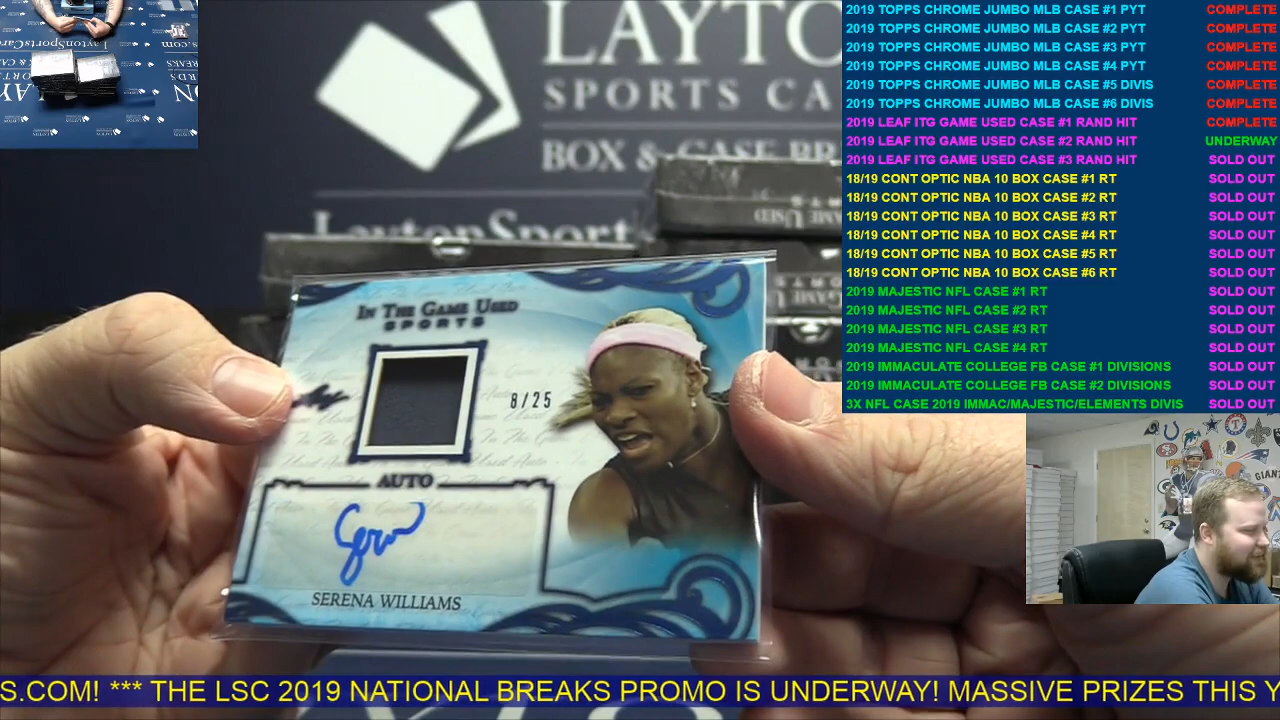 LAYTO
SPORTS CA
BOX & CASE BR
LaytonSport
2019 TOPPS CHROME JUMBO MLB CASE #1 PYT COMPLETE
2019 TOPPS CHROME JUMBO MLB CASE #2 PYT COMPLETE
2019 TOPPS CHROME JUMBO MLB CASE #3 PYT COMPLETE
2019 TOPPS CHROME JUMBO MLB CASE #4 PYT COMPLETE
2019 TOPPS CHROME JUMBO MLB CASE #5 DIVIS COMPLETE
2019 TOPPS CHROME JUMBO MLB CASE #6 DIVIS COMPLETE
2019 LEAF ITG GAME USED CASE #1 RAND HIT COMPLETE
2019 LEAF ITG GAME USED CASE #2 RAND HIT UNDERWAY
2019 LEAF ITG GAME USED CASE #3 RAND HIT SOLD OUT
18/19 CONT OPTIC NBA 10 BOX CASE #1 RT SOLD OUT
18/19 CONT OPTIC NBA 10 BOX CASE #2 RT SOLD OUT
18/19 CONT OPTIC NBA 10 BOX CASE #3 RT SOLD OUT
18/19 CONT OPTIC NBA 10 BOX CASE #4 RT SOLD OUT
18/19 CONT OPTIC NBA 10 BOX CASE #5 RT SOLD OUT
18/19 CONT OPTIC NBA 10 BOX CASE #6 RT SOLD OUT
2019 MAJESTIC NFL CASE #1 RT SOLD OUT
2019 MAJESTIC NFL CASE #2 RT SOLD OUT
2019 MAJESTIC NFL CASE #3 RT SOLD OUT
2019 MAJESTIC NFL CASE #4 RT SOLD OUT
2019 IMMACULATE COLLEGE FB CASE #1 DIVISIONS SOLD OUT
2019 IMMACULATE COLLEGE FB CASE #2 DIVISIONS SOLD OUT
3X NFL CASE 2019 IMMAC/MAJESTIC/ELEMENTS DIVIS SOLD OUT
IN THE GAME USED
SPORTS
8/25
AUTO
Serena
SERENA WILLIAMS
S.COM! *** THE LSC 2019 NATIONAL BREAKS PROMO IS UNDERWAY! MASSIVE PRIZES THIS Y